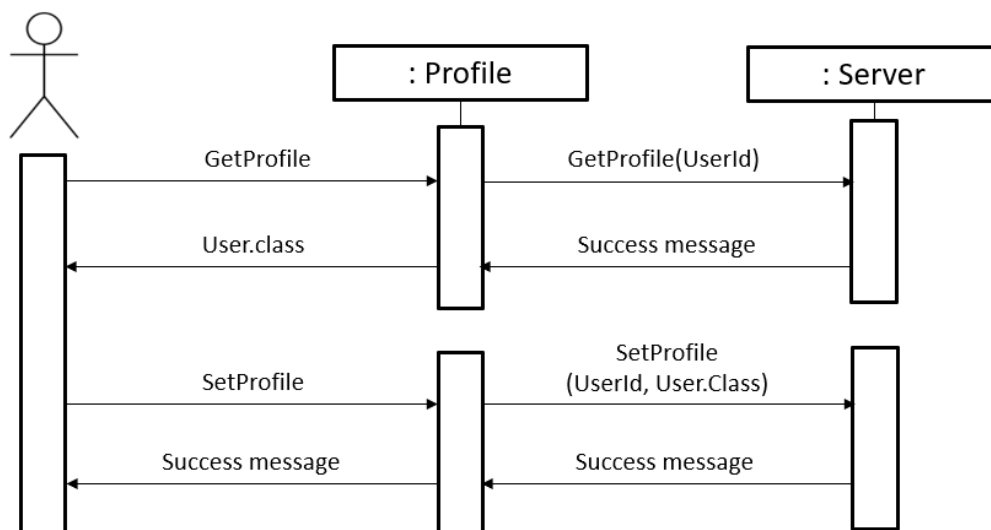 : Profile
: Server
GetProfile
GetProfile(UserId)
User.class
Success message
SetProfile
SetProfile
(UserId, User.Class)
Success message
Success message